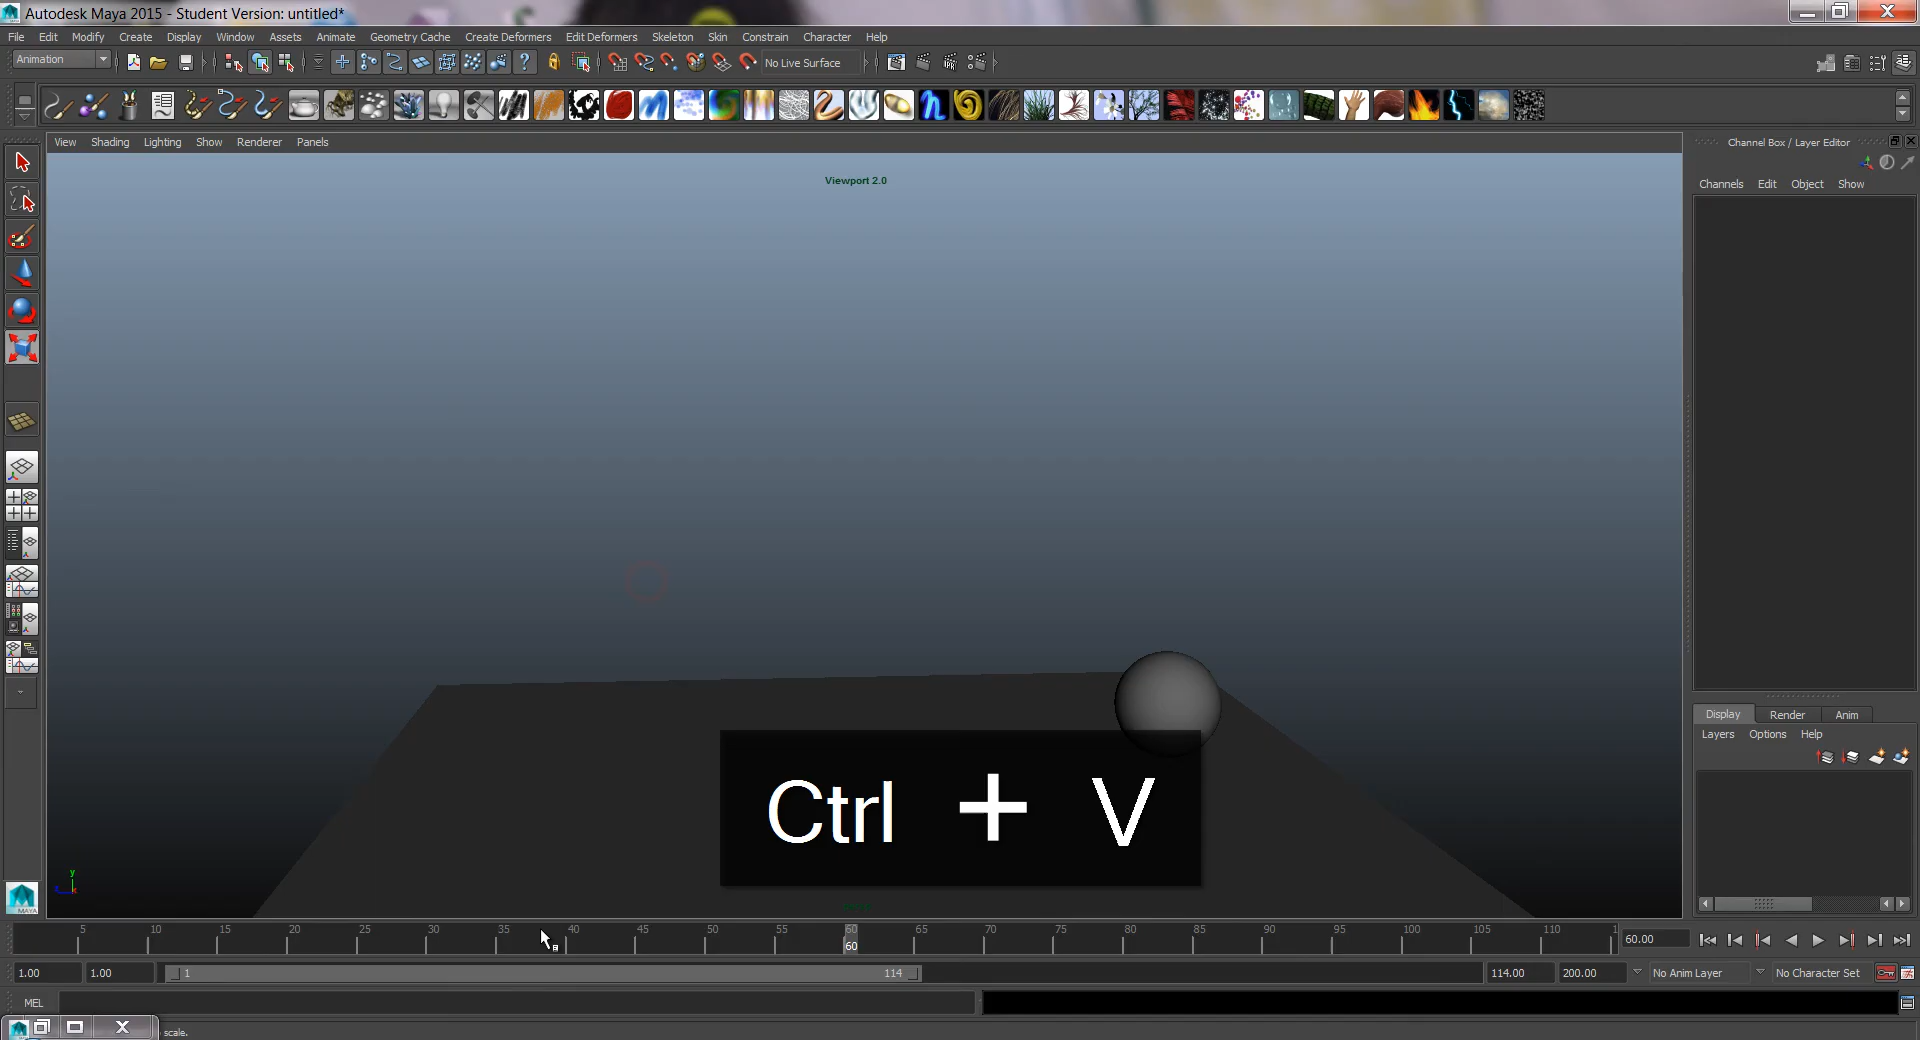 Autodesk Maya 2015 - Student Version: untitled*
File Edit Modify Create Display Window Assets Animate Geometry Cache Create Deformers Edit Deformers Skeleton Skin Constrain Character Help
Animation
No Live Surface
View Shading Lighting Show Renderer Panels
Channel Box / Layer Editor
Viewport 2.0
Channels Edit Object Show
Display Render Anim
Layers Options Help
Ctrl + V
y
MAYA
5 10 15 20 25 30 35 40 45 50 55 60 65 70 75 80 85 90 95 100 105 110 1
60
60.00
1.00 1.00 1 114 114.00 200.00 No Anim Layer No Character Set
MEL
scale.